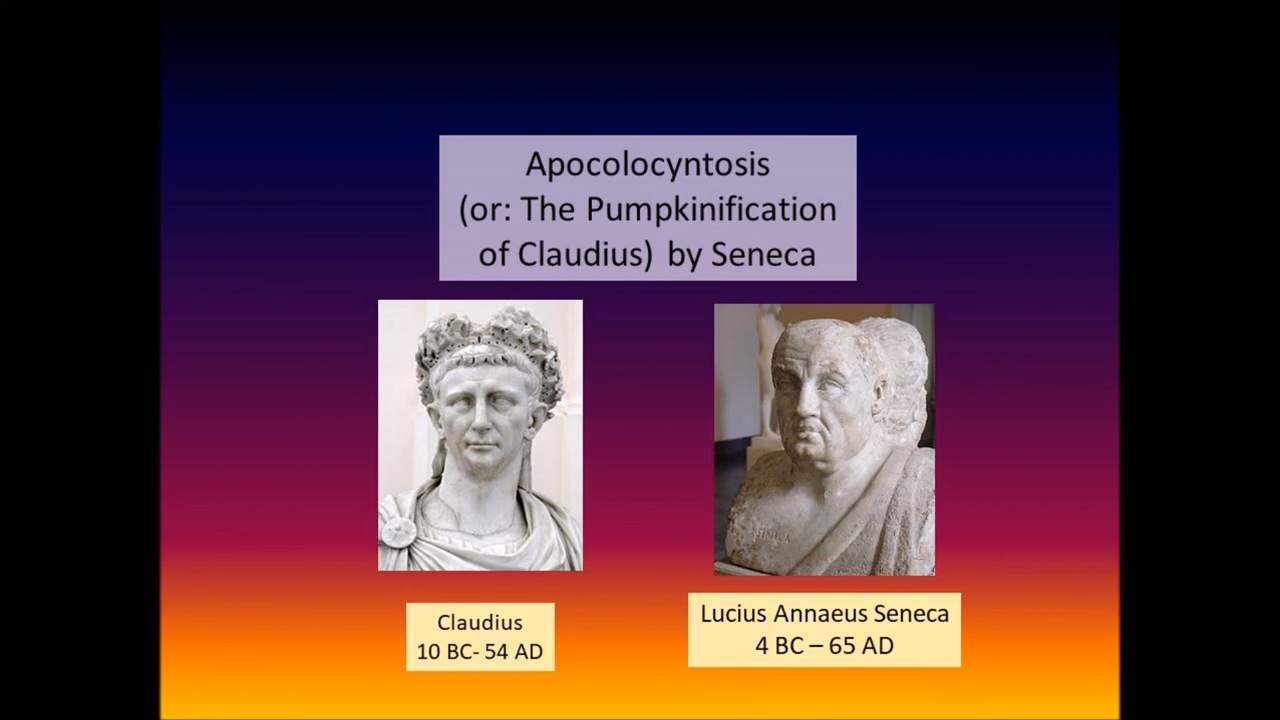 Apocolocyntosis
(or: The Pumpkinification
of Claudius) by Seneca
Claudius
10 BC- 54 AD
Lucius Annaeus Seneca
4 BC – 65 AD